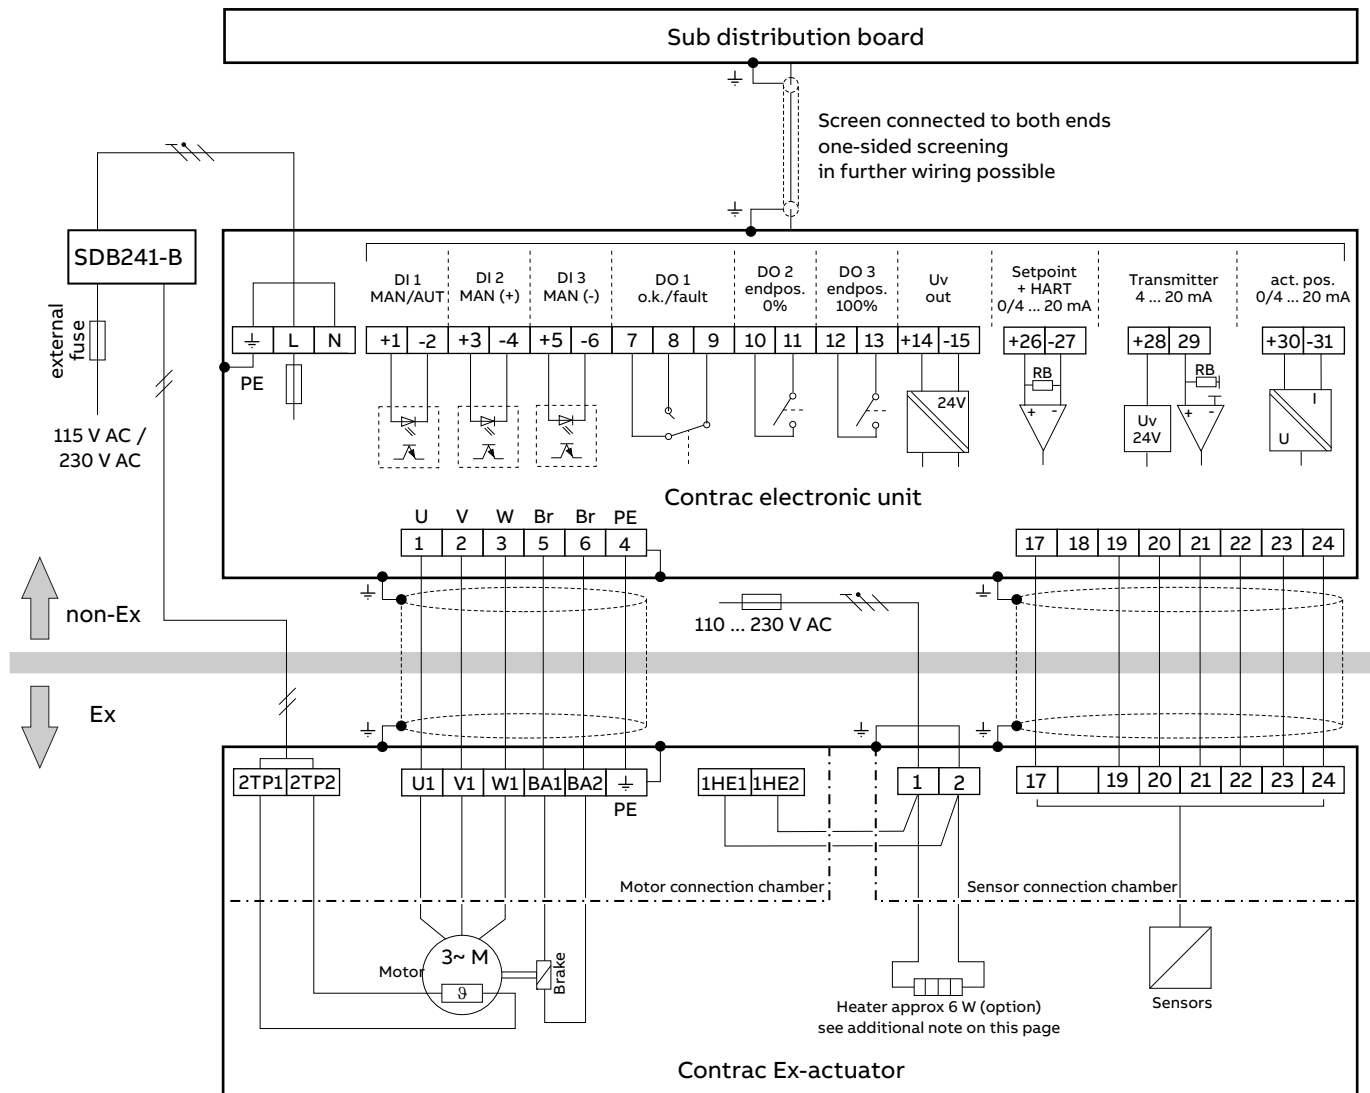 Sub distribution board
Screen connected to both ends
one-sided screening
in further wiring possible
SDB241-B
external
fuse
115 V AC /
230 V AC
DI 1
MAN/AUT
DI 2
MAN (+)
DI 3
MAN (-)
DO 1
o.k./fault
DO 2
endpos.
0%
DO 3
endpos.
100%
Uv
out
Setpoint
+ HART
0/4 ... 20 mA
Transmitter
4 ... 20 mA
act. pos.
0/4 ... 20 mA
L N +1 -2 +3 -4 +5 -6 7 8 9 10 11 12 13 +14 -15 +26 -27 +28 29 +30 -31
PE
RB
RB
24V
I
U
+ -
Uv
24V
+ -
Contrac electronic unit
U V W Br Br PE
1 2 3 5 6 4
17 18 19 20 21 22 23 24
non-Ex
110 ... 230 V AC
Ex
2TP1 2TP2 U1 V1 W1 BA1 BA2
PE
1HE1 1HE2
1 2
17 19 20 21 22 23 24
Motor connection chamber
Sensor connection chamber
3~ M
Motor
ϑ
Brake
Heater approx 6 W (option)
see additional note on this page
Sensors
Contrac Ex-actuator